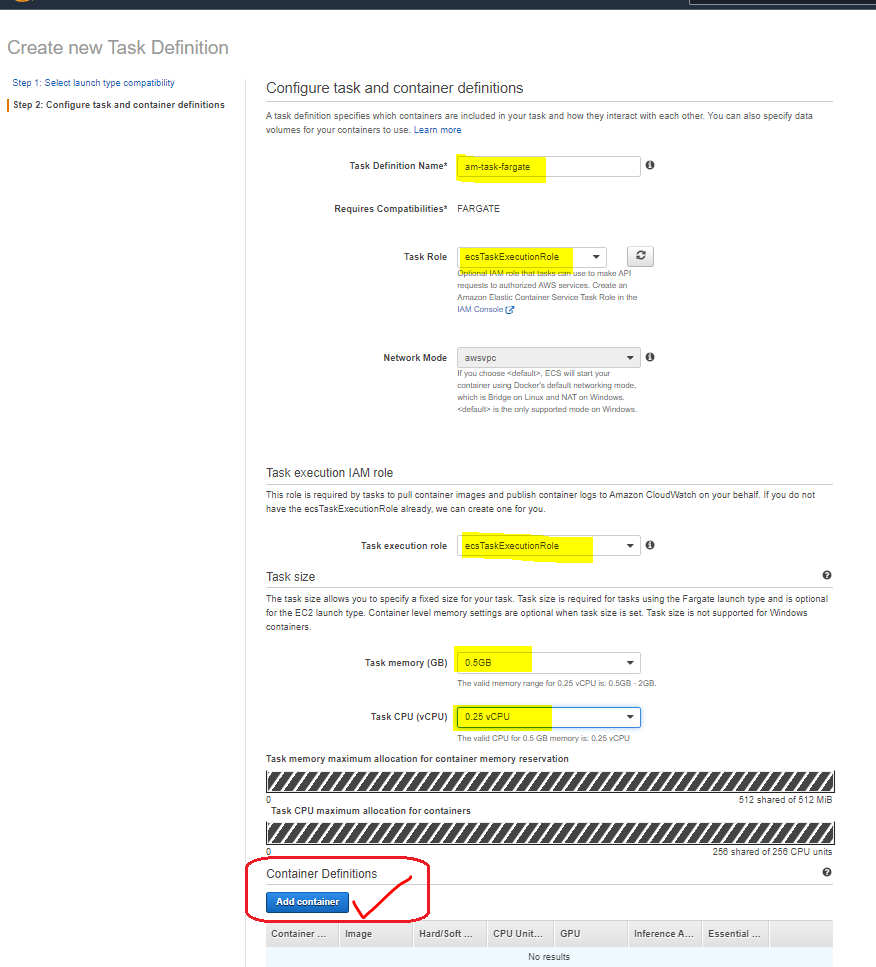 Create new Task Definition
Step 1: Select launch type compatibility
Step 2: Configure task and container definitions
Configure task and container definitions
A task definition specifies which containers are included in your task and how they interact with each other. You can also specify data
volumes for your containers to use. Learn more
Task Definition Name*
am-task-fargate
Requires Compatibilities*
FARGATE
Task Role
ecsTaskExecutionRole
Optional IAM role that tasks can use to make API
requests to authorized AWS services. Create an
Amazon Elastic Container Service Task Role in the
IAM Console
Network Mode
awsvpc
If you choose <default>, ECS will start your
container using Docker's default networking mode,
which is Bridge on Linux and NAT on Windows.
<default> is the only supported mode on Windows.
Task execution IAM role
This role is required by tasks to pull container images and publish container logs to Amazon CloudWatch on your behalf. If you do not
have the ecsTaskExecutionRole already, we can create one for you.
Task execution role
ecsTaskExecutionRole
Task size
The task size allows you to specify a fixed size for your task. Task size is required for tasks using the Fargate launch type and is optional
for the EC2 launch type. Container level memory settings are optional when task size is set. Task size is not supported for Windows
containers.
Task memory (GB)
0.5GB
The valid memory range for 0.25 vCPU is: 0.5GB - 2GB.
Task CPU (vCPU)
0.25 vCPU
The valid CPU for 0.5 GB memory is: 0.25 vCPU
Task memory maximum allocation for container memory reservation
0
512 shared of 512 MiB
Task CPU maximum allocation for containers
0
256 shared of 256 CPU units
Container Definitions
Add container
Container ...
Image
Hard/Soft ...
CPU Unit...
GPU
Inference A...
Essential ...
No results